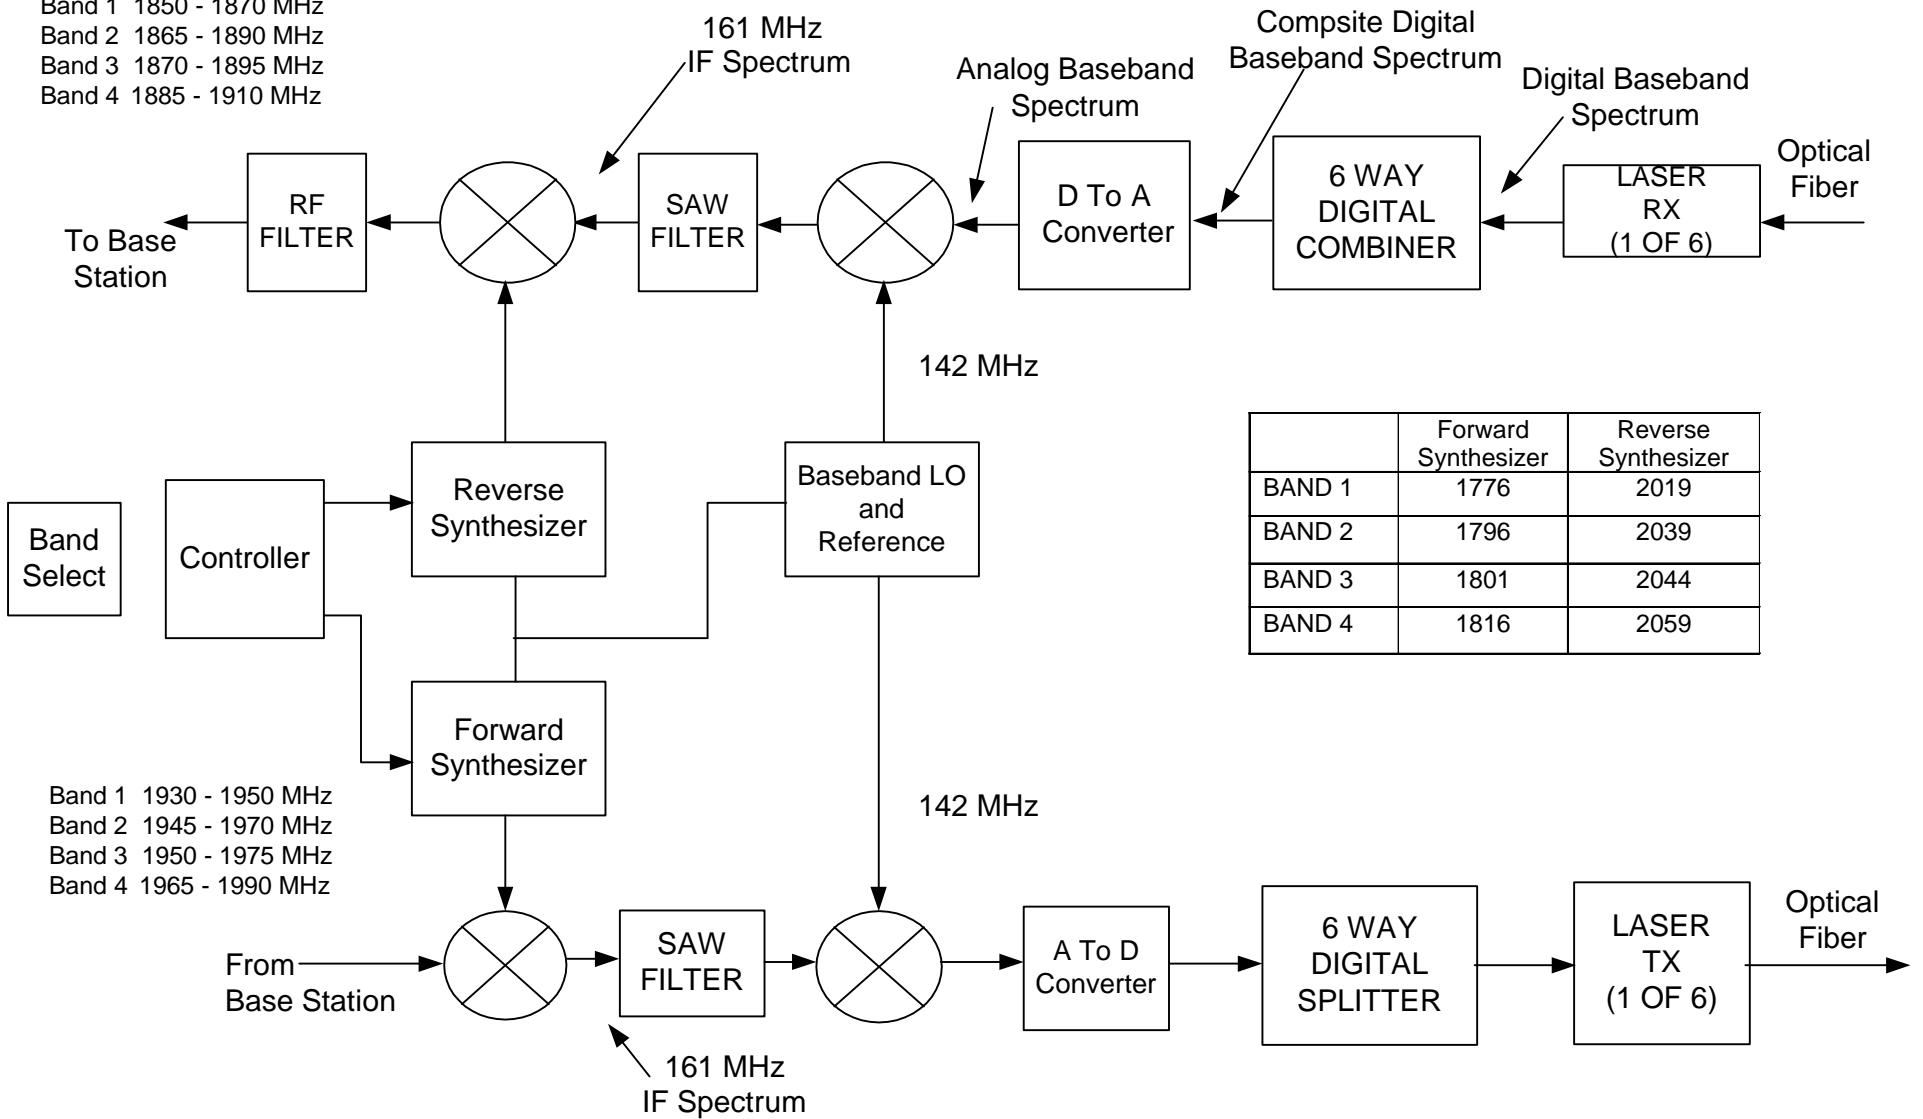 Band 1 1850 - 1870 MHz
Band 2 1865 - 1890 MHz
Band 3 1870 - 1895 MHz
Band 4 1885 - 1910 MHz
161 MHz
IF Spectrum
Analog Baseband
Spectrum
Compsite Digital
Baseband Spectrum
Digital Baseband
Spectrum
Optical
Fiber
To Base
Station
RF
FILTER
SAW
FILTER
D To A
Converter
6 WAY
DIGITAL
COMBINER
LASER
RX
(1 OF 6)
142 MHz
Band
Select
Controller
Reverse
Synthesizer
Baseband LO
and
Reference
Forward
Synthesizer
Forward Synthesizer Reverse Synthesizer
BAND 1 1776 2019
BAND 2 1796 2039
BAND 3 1801 2044
BAND 4 1816 2059
Band 1 1930 - 1950 MHz
Band 2 1945 - 1970 MHz
Band 3 1950 - 1975 MHz
Band 4 1965 - 1990 MHz
142 MHz
From
Base Station
SAW
FILTER
A To D
Converter
6 WAY
DIGITAL
SPLITTER
LASER
TX
(1 OF 6)
Optical
Fiber
161 MHz
IF Spectrum